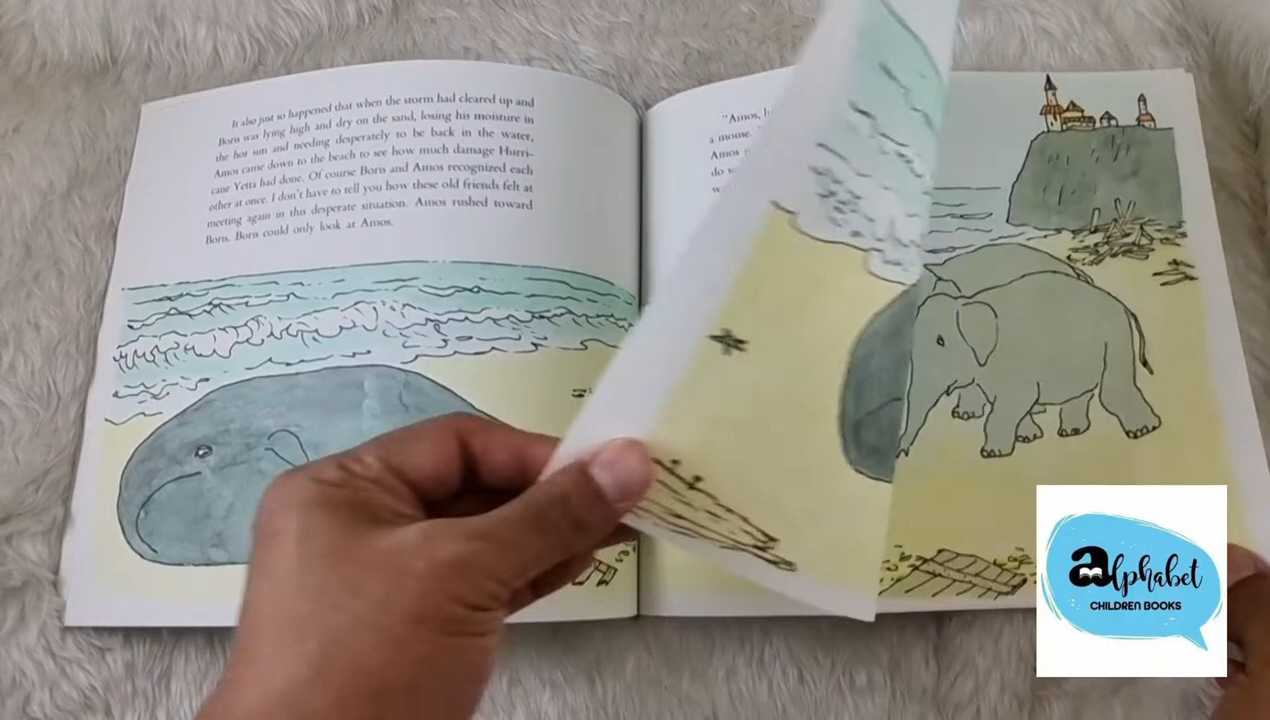 It also just so happened that when the storm had cleared up and
Boris was lying high and dry on the sand, losing his moisture in
the hot sun and needing desperately to be back in the water,
Amos came down to the beach to see how much damage Hurri-
cane Yetta had done. Of course Boris and Amos recognized each
other at once. I don't have to tell you how these old friends felt at
meeting again in this desperate situation. Amos rushed toward
Boris. Boris could only look at Amos.
"Amos,
a mouse.
Amos
do
alphabet
CHILDREN BOOKS